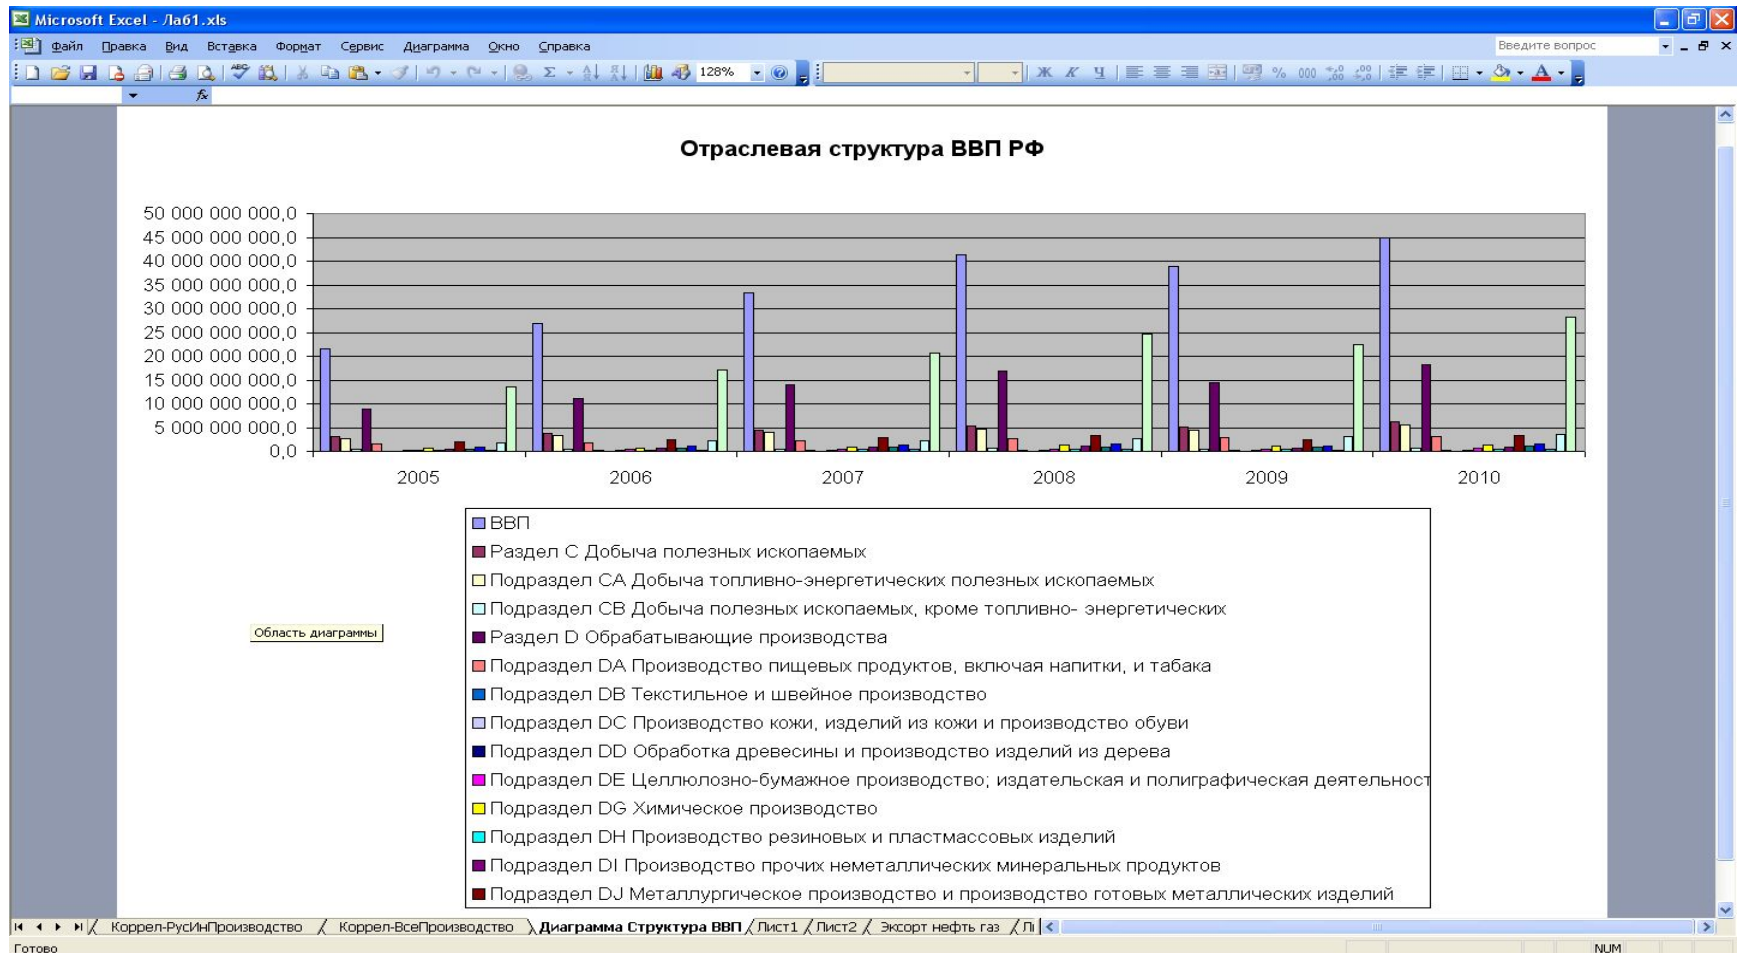 Microsoft Excel - Лаб1.xls
Файл Правка Вид Вставка Формат Сервис Диаграмма Окно Справка
Введите вопрос
128%
Ж К Ч
% 000
fx
Отраслевая структура ВВП РФ
50 000 000 000,0
45 000 000 000,0
40 000 000 000,0
35 000 000 000,0
30 000 000 000,0
25 000 000 000,0
20 000 000 000,0
15 000 000 000,0
10 000 000 000,0
5 000 000 000,0
0,0
2005 2006 2007 2008 2009 2010
ВВП
Раздел C Добыча полезных ископаемых
Подраздел CA Добыча топливно-энергетических полезных ископаемых
Подраздел CB Добыча полезных ископаемых, кроме топливно- энергетических
Область диаграммы
Раздел D Обрабатывающие производства
Подраздел DA Производство пищевых продуктов, включая напитки, и табака
Подраздел DB Текстильное и швейное производство
Подраздел DC Производство кожи, изделий из кожи и производство обуви
Подраздел DD Обработка древесины и производство изделий из дерева
Подраздел DE Целлюлозно-бумажное производство; издательская и полиграфическая деятельност
Подраздел DG Химическое производство
Подраздел DH Производство резиновых и пластмассовых изделий
Подраздел DI Производство прочих неметаллических минеральных продуктов
Подраздел DJ Металлургическое производство и производство готовых металлических изделий
Коррел-РусИнПроизводство Коррел-ВсеПроизводство Диаграмма Структура ВВП Лист1 Лист2 Эксорт нефть газ
Готово
NUM